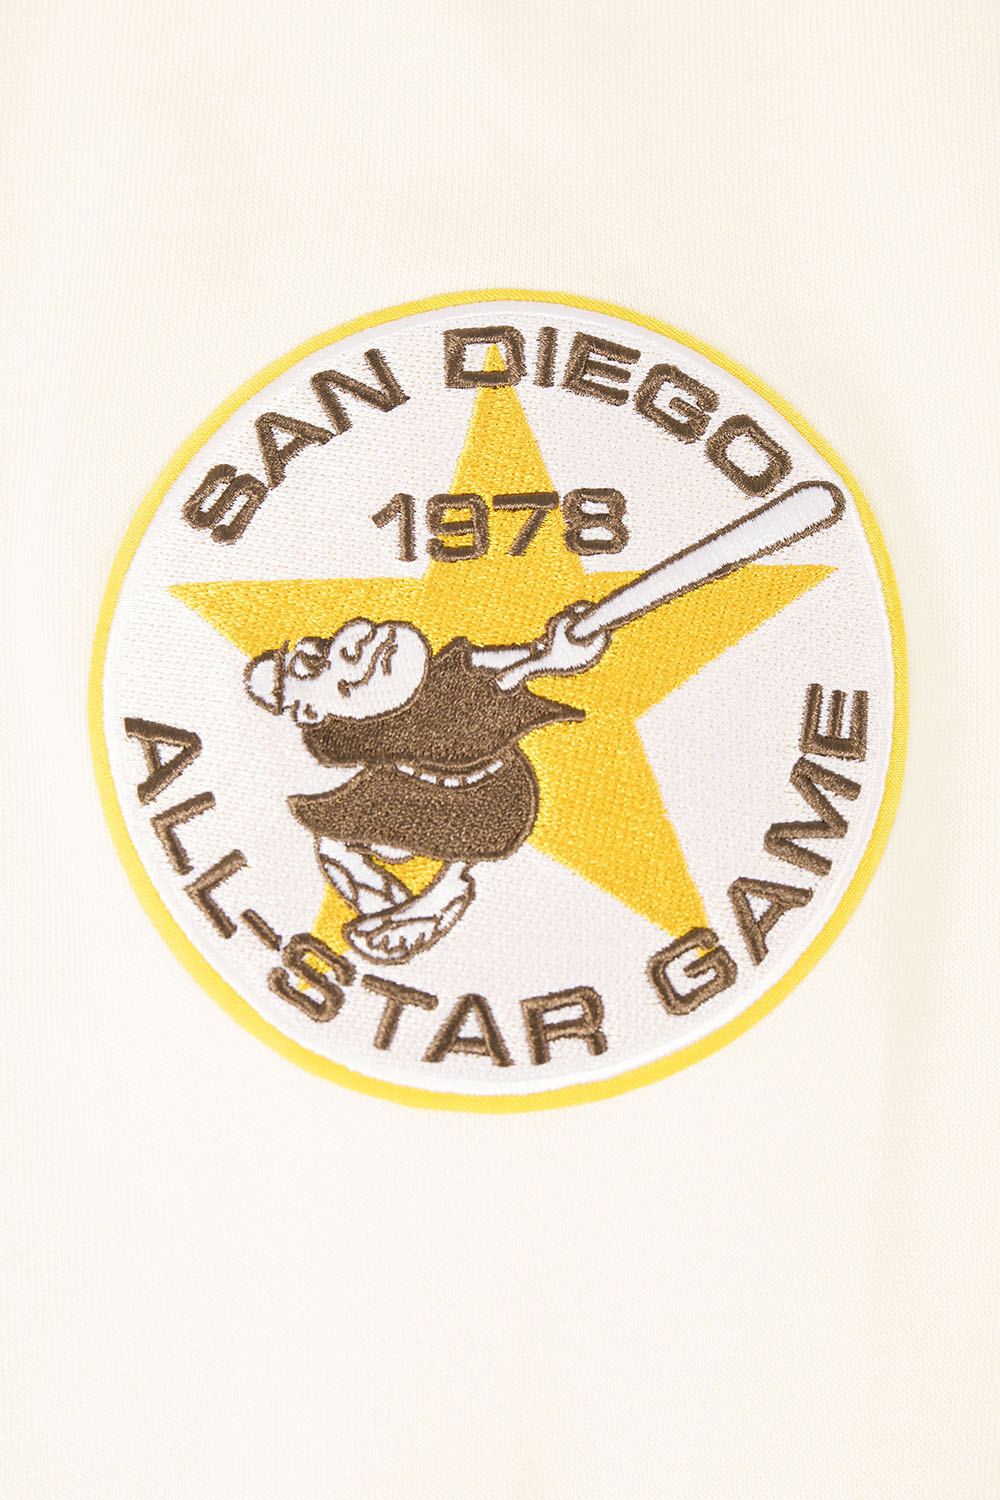 SAN DIEGO
1978
ALL-STAR GAME